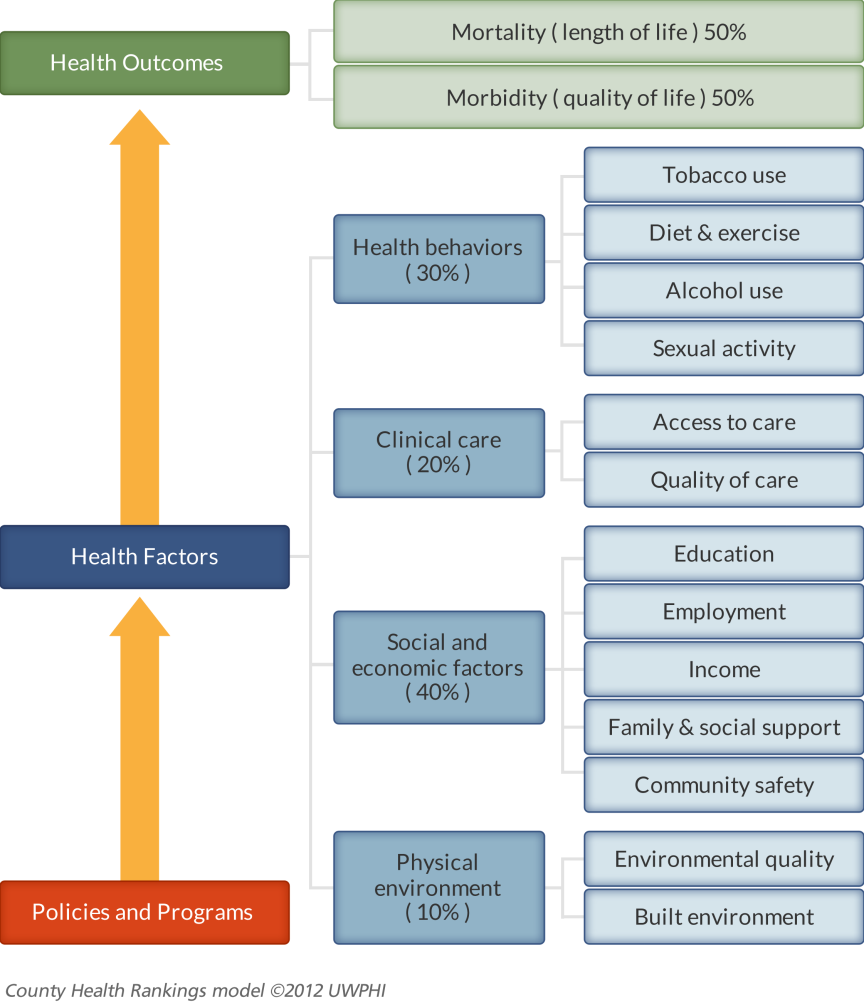 Health Outcomes
Mortality ( length of life ) 50%
Morbidity ( quality of life ) 50%
Health Factors
Health behaviors
( 30% )
Tobacco use
Diet & exercise
Alcohol use
Sexual activity
Clinical care
( 20% )
Access to care
Quality of care
Social and
economic factors
( 40% )
Education
Employment
Income
Family & social support
Community safety
Physical
environment
( 10% )
Environmental quality
Built environment
Policies and Programs
County Health Rankings model ©2012 UWPHI